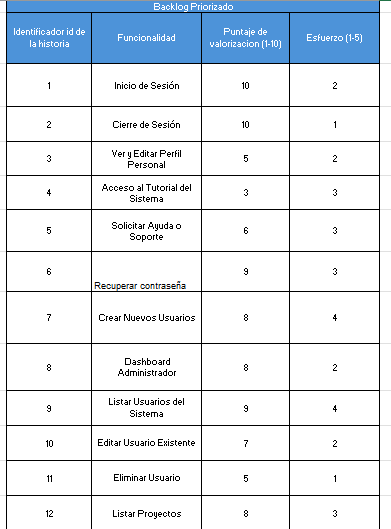 Backlog Priorizado
Identificador id de la historia Funcionalidad Puntaje de valorizacion (1-10) Esfuerzo (1-5)
1 Inicio de Sesión 10 2
2 Cierre de Sesión 10 1
3 Ver y Editar Perfil Personal 5 2
4 Acceso al Tutorial del Sistema 3 3
5 Solicitar Ayuda o Soporte 6 3
6 Recuperar contraseña 9 3
7 Crear Nuevos Usuarios 8 4
8 Dashboard Administrador 8 2
9 Listar Usuarios del Sistema 9 4
10 Editar Usuario Existente 7 2
11 Eliminar Usuario 5 1
12 Listar Proyectos 8 3